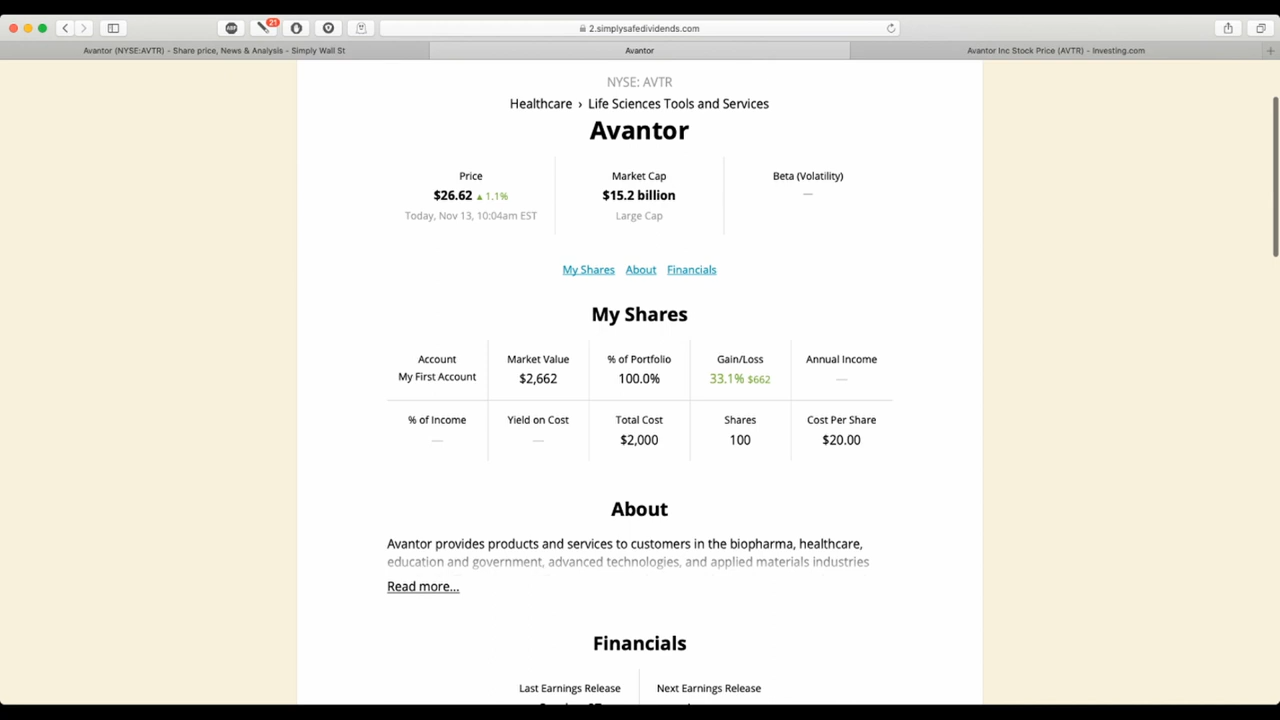 21
2.simplysafedividends.com
Avantor (NYSE:AVTR) - Share price, News & Analysis - Simply Wall St
Avantor
Avantor Inc Stock Price (AVTR) - Investing.com
NYSE: AVTR
Healthcare › Life Sciences Tools and Services
Avantor
Price Market Cap Beta (Volatility)
$26.62 ▲ 1.1% $15.2 billion —
Today, Nov 13, 10:04am EST Large Cap
My Shares About Financials
My Shares
Account Market Value % of Portfolio Gain/Loss Annual Income
My First Account $2,662 100.0% 33.1% $662 —
% of Income Yield on Cost Total Cost Shares Cost Per Share
— — $2,000 100 $20.00
About
Avantor provides products and services to customers in the biopharma, healthcare,
education and government, advanced technologies, and applied materials industries
Read more...
Financials
Last Earnings Release Next Earnings Release